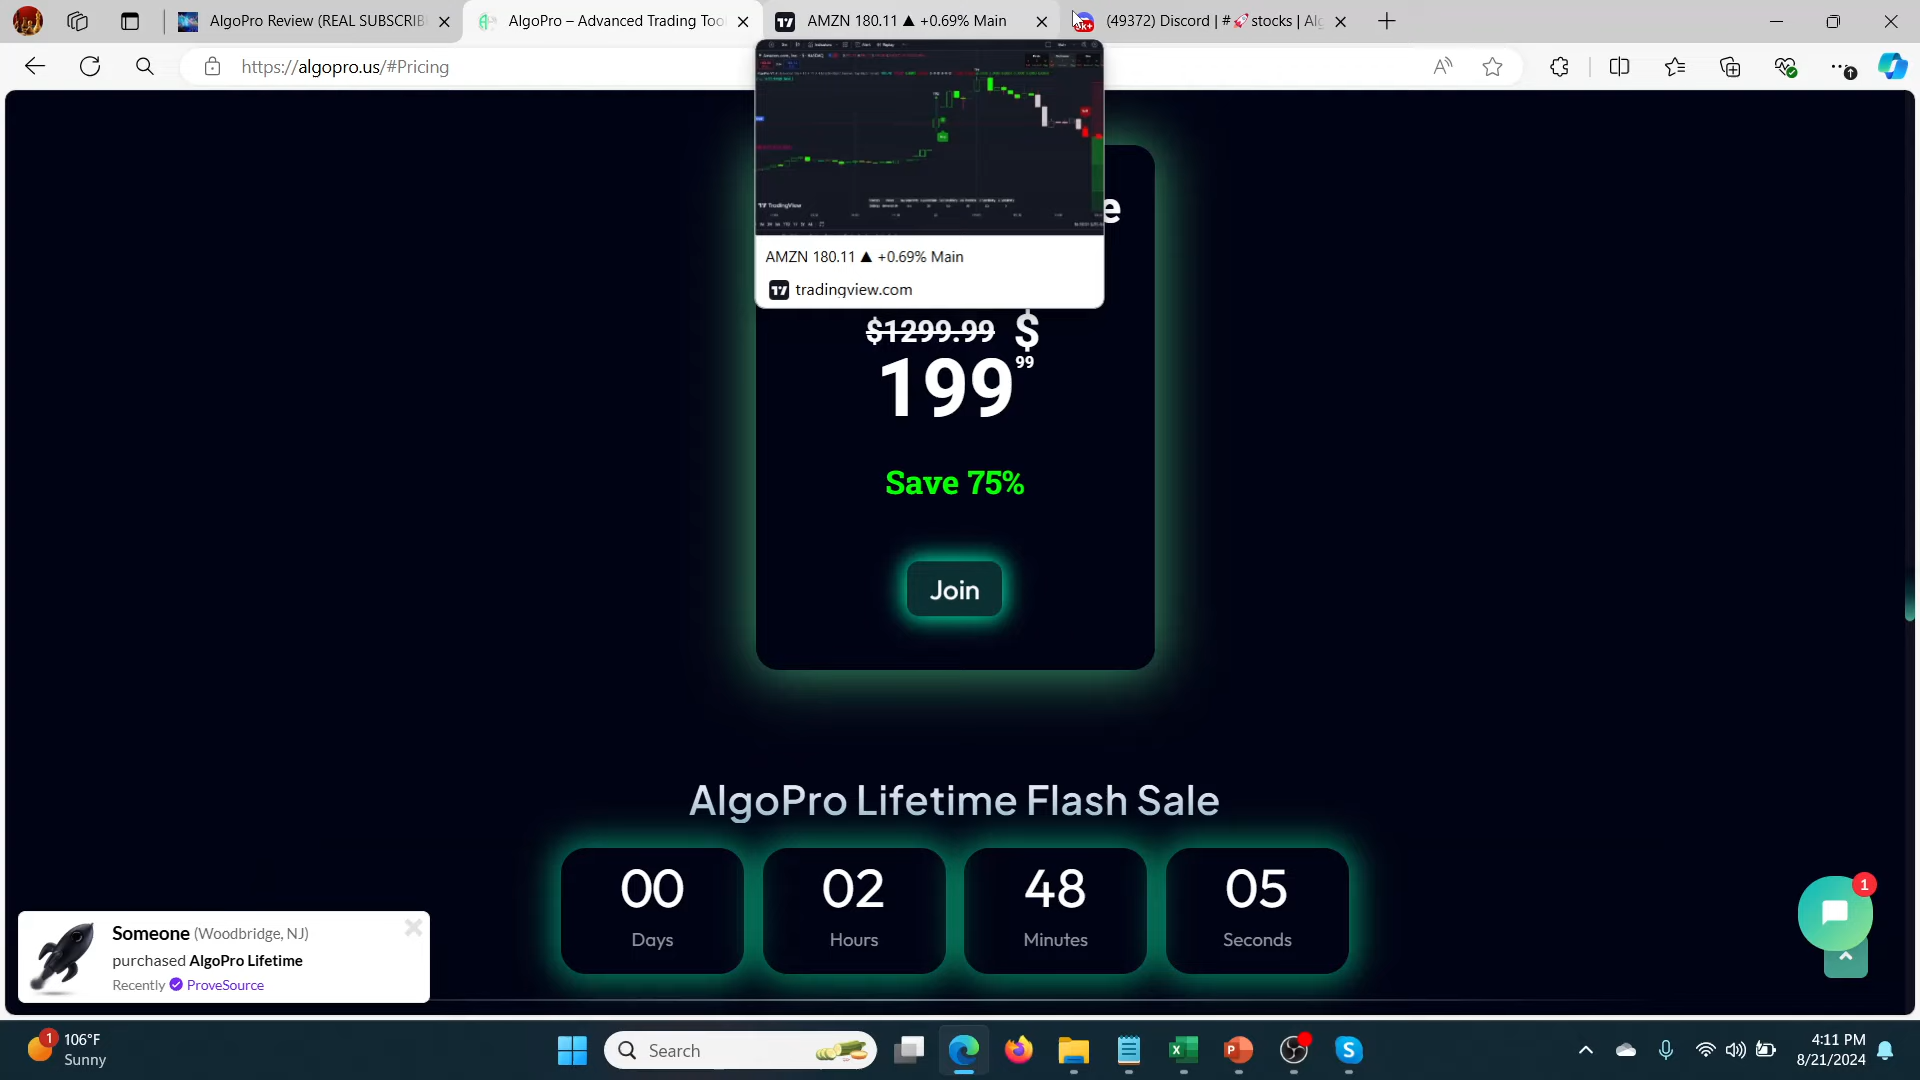 AlgoPro Review (REAL SUBSCRIB
AlgoPro – Advanced Trading Too
AMZN 180.11 ▲ +0.69% Main
(49372) Discord | #🚀stocks | Alg
https://algopro.us/#Pricing
TradingView
AMZN 180.11 ▲ +0.69% Main
tradingview.com
e
$1299.99 $
199 99
Save 75%
Join
AlgoPro Lifetime Flash Sale
00 02 48 05
Days Hours Minutes Seconds
Someone (Woodbridge, NJ)
purchased AlgoPro Lifetime
Recently ProveSource
1
1
106°F
Sunny
Search
4:11 PM
8/21/2024